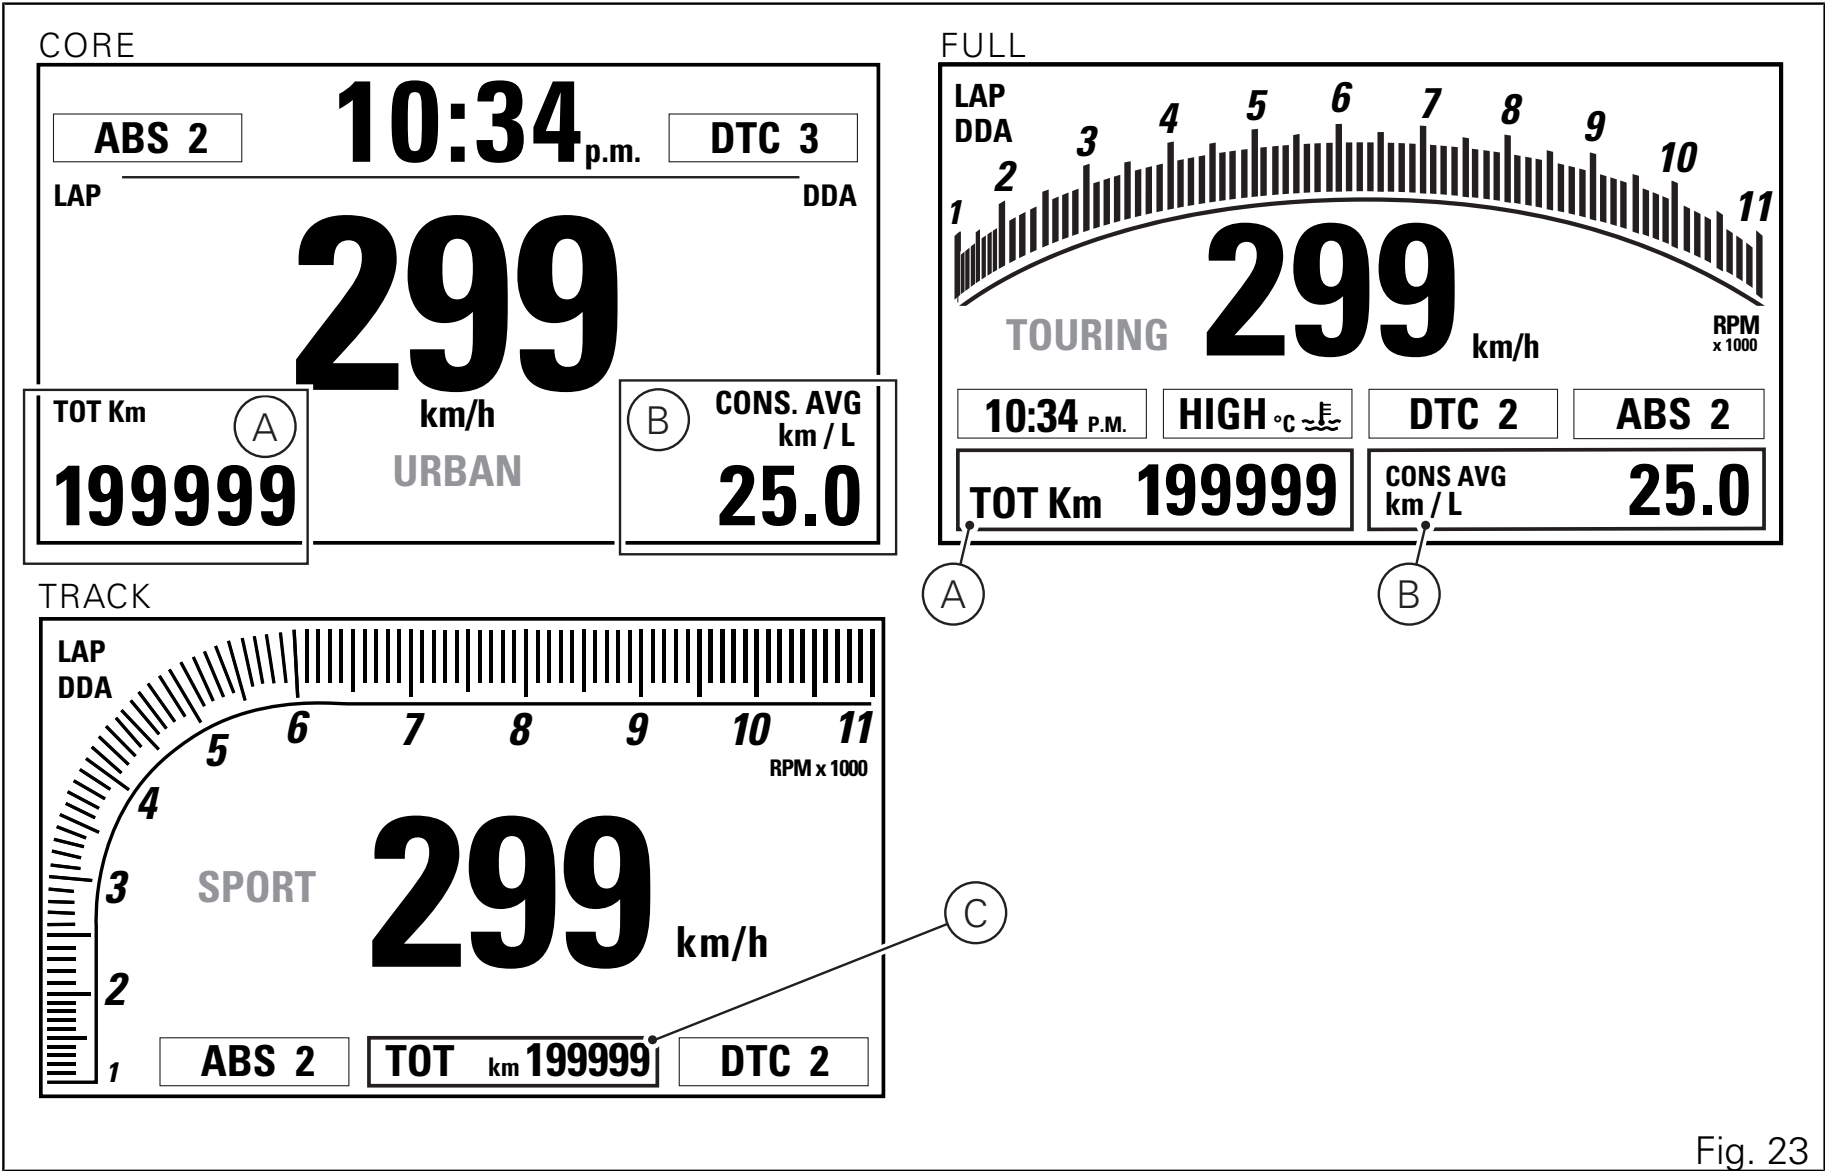 CORE
ABS 2
10:34 p.m.
DTC 3
LAP
DDA
299
km/h
URBAN
TOT Km
A
199999
B
CONS. AVG
km / L
25.0
FULL
LAP
DDA
1 2 3 4 5 6 7 8 9 10 11
TOURING
299 km/h
RPM
x 1000
10:34 P.M.
HIGH °C
DTC 2
ABS 2
TOT Km 199999
CONS AVG
km / L
25.0
A
B
TRACK
LAP
DDA
1 2 3 4 5 6 7 8 9 10 11
RPM x 1000
SPORT
299 km/h
C
ABS 2
TOT km 199999
DTC 2
Fig. 23